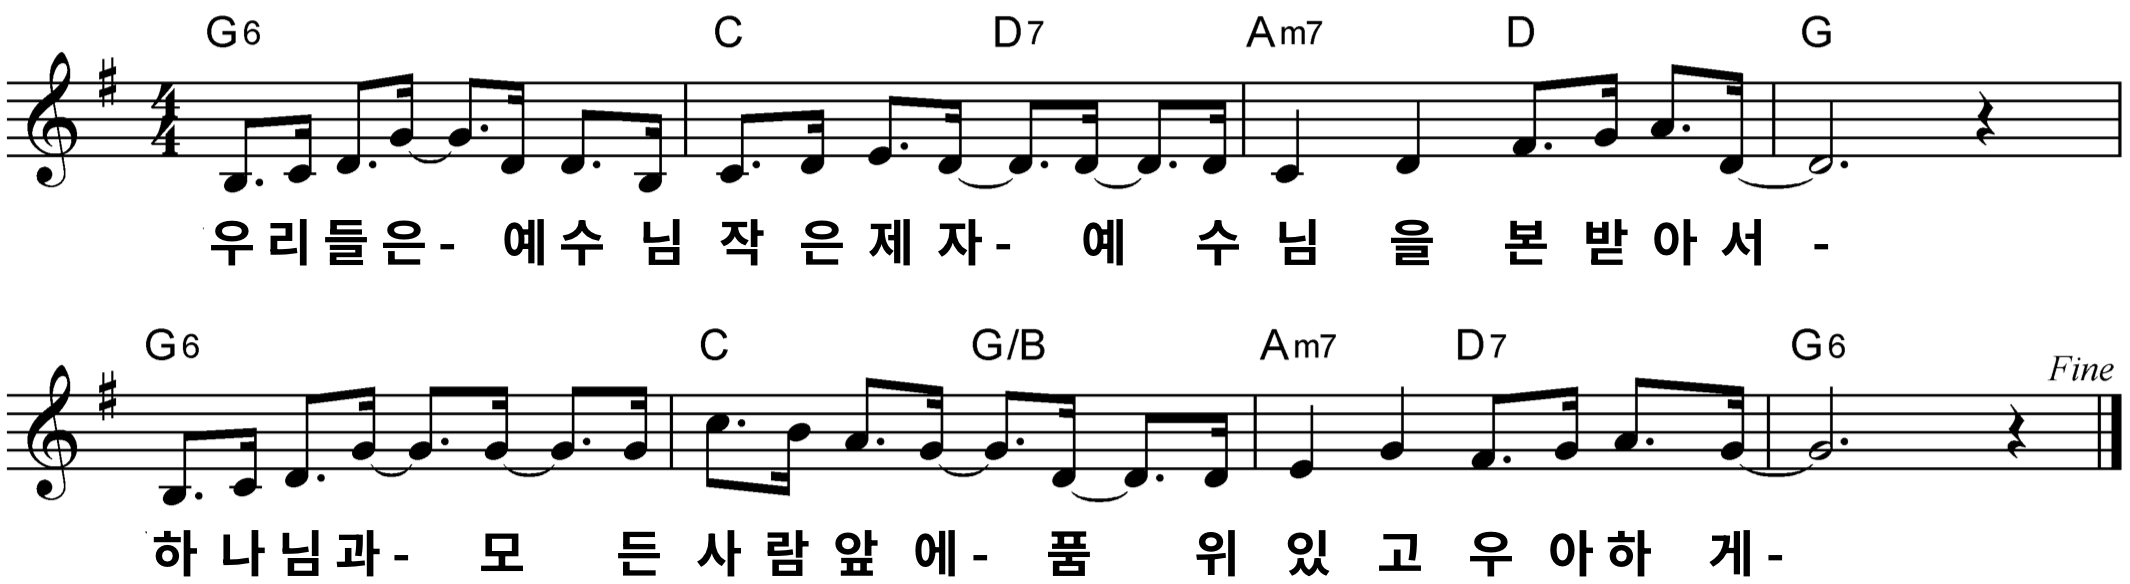 G6 C D7 Am7 D G
4
4
우리들은- 예수 님 작 은 제 자- 예 수 님 을 본 받 아 서 -
G6 C G/B Am7 D7 G6
Fine
하 나 님 과- 모 든 사 람 앞 에- 품 위 있 고 우 아 하 게-